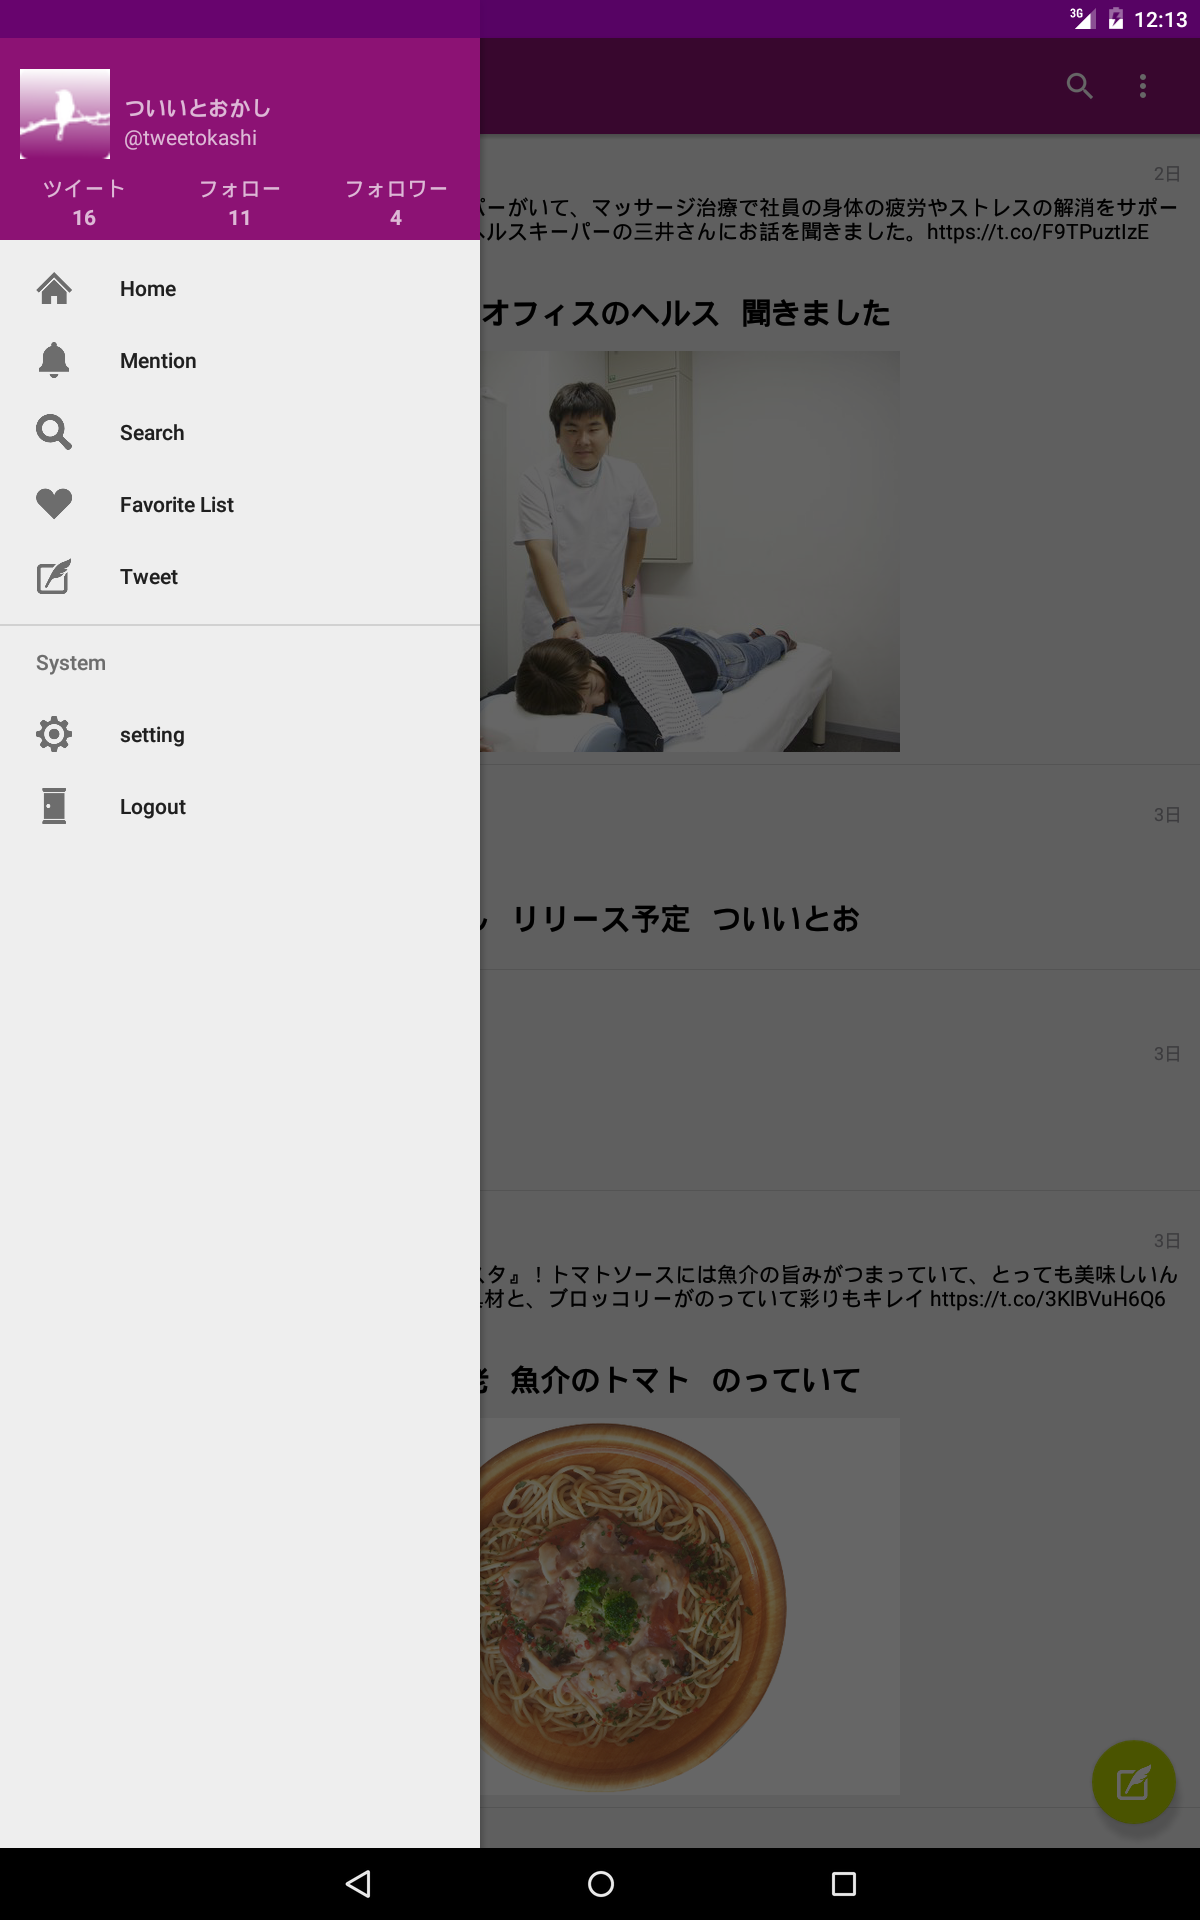 3G 12:13
ついいとおかし
@tweetokashi
ツイート フォロー フォロワー
16 11 4
Home
Mention
Search
Favorite List
Tweet
System
setting
Logout
2日
パーがいて、マッサージ治療で社員の身体の疲労やストレスの解消をサポー
ヘルスキーパーの三井さんにお話を聞きました。https://t.co/F9TPuztIzE
オフィスのヘルス 聞きました
3日
リリース予定 ついいとお
3日
3日
スタ』！トマトソースには魚介の旨みがつまっていて、とっても美味しいん
具材と、ブロッコリーがのっていて彩りもキレイ https://t.co/3KlBVuH6Q6
魚介のトマト のっていて